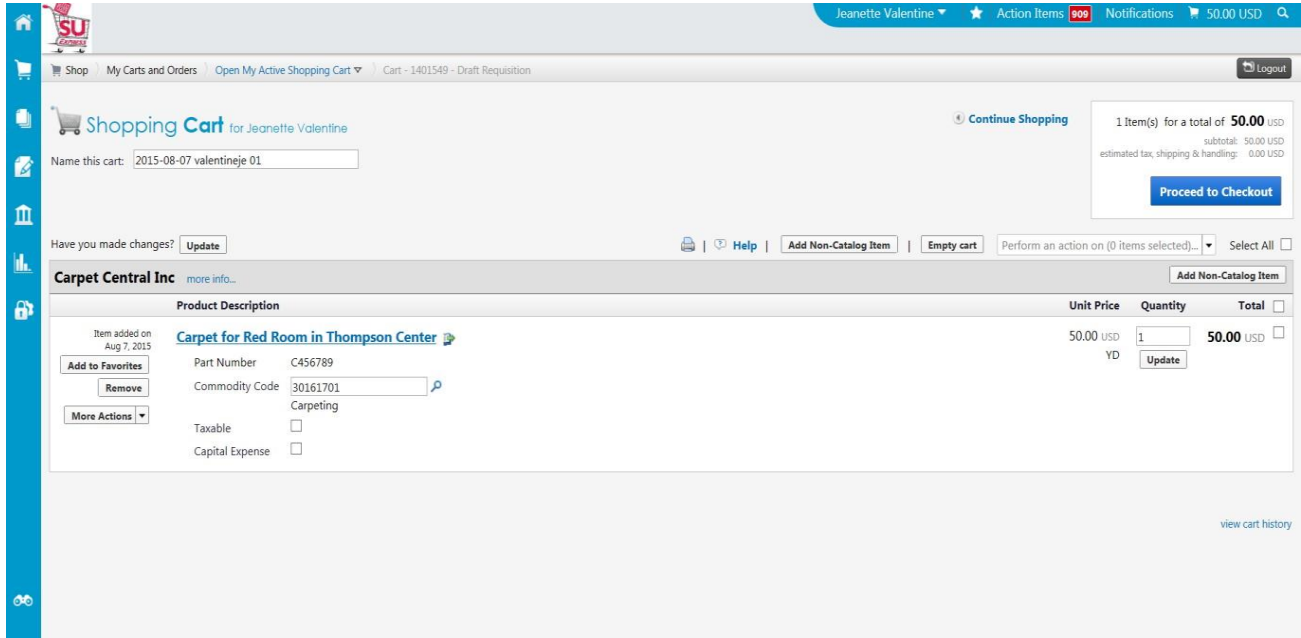 Jeanette Valentine Action Items 909 Notifications 50.00 USD
SU
EXPRESS
Shop My Carts and Orders Open My Active Shopping Cart Cart - 1401549 - Draft Requisition Logout
Shopping Cart for Jeanette Valentine
Continue Shopping
1 Item(s) for a total of 50.00 USD
subtotal: 50.00 USD
estimated tax, shipping & handling: 0.00 USD
Proceed to Checkout
Name this cart: 2015-08-07 valentineje 01
Have you made changes? Update | Help | Add Non-Catalog Item | Empty cart Perform an action on (0 items selected)... Select All
Carpet Central Inc more info... Add Non-Catalog Item
Product Description Unit Price Quantity Total
Item added on
Aug 7, 2015
Add to Favorites
Remove
More Actions
Carpet for Red Room in Thompson Center 50.00 USD 1 50.00 USD
YD Update
Part Number C456789
Commodity Code 30161701
Carpeting
Taxable
Capital Expense
view cart history